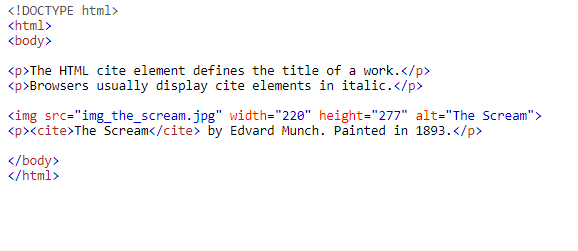 <!DOCTYPE html>
<html>
<body>
<p>The HTML cite element defines the title of a work.</p>
<p>Browsers usually display cite elements in italic.</p>
<img src="img_the_scream.jpg" width="220" height="277" alt="The Scream">
<p><cite>The Scream</cite> by Edvard Munch. Painted in 1893.</p>
</body>
</html>